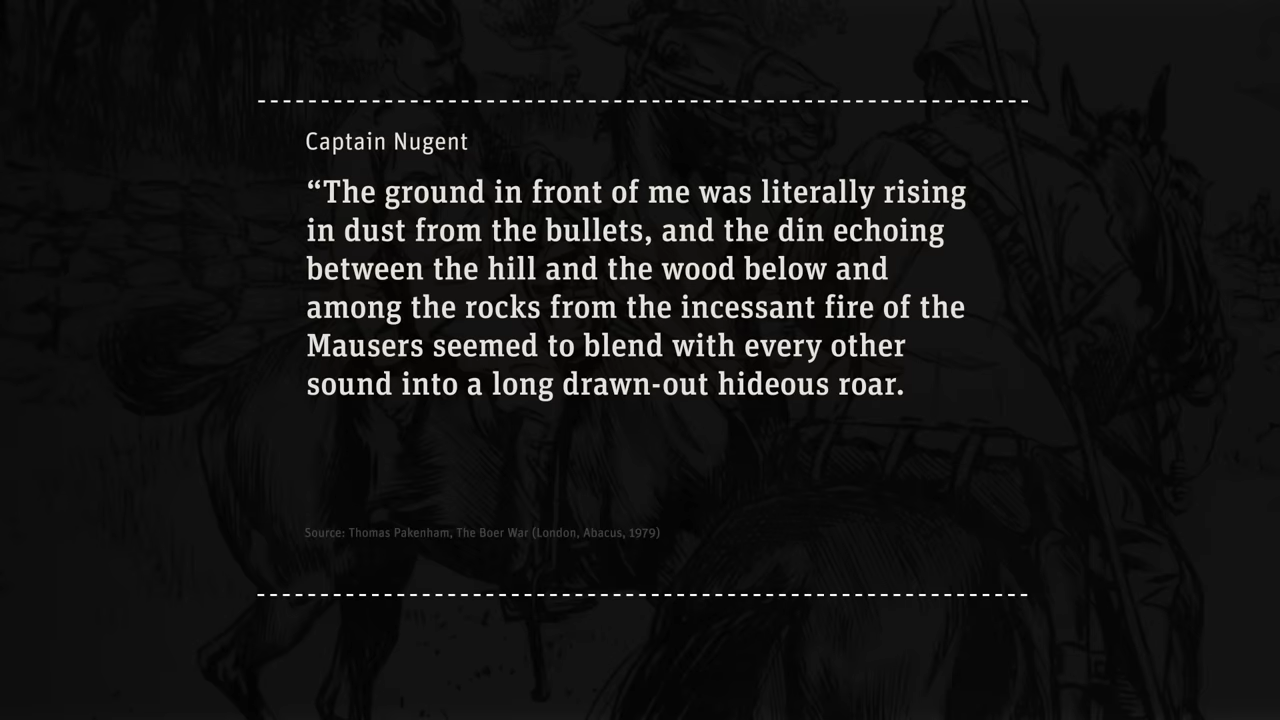 Captain Nugent
“The ground in front of me was literally rising
in dust from the bullets, and the din echoing
between the hill and the wood below and
among the rocks from the incessant fire of the
Mausers seemed to blend with every other
sound into a long drawn-out hideous roar.
Source: Thomas Pakenham, The Boer War (London, Abacus, 1979)